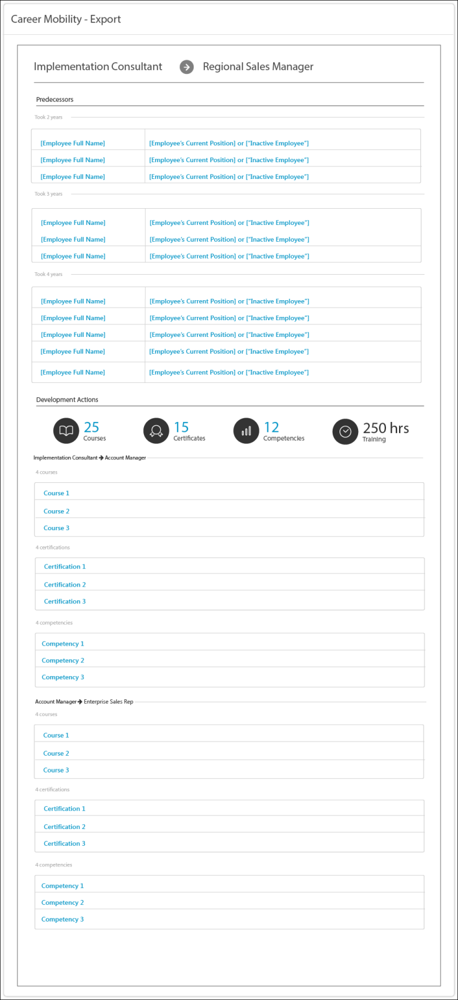 Career Mobility - Export
Implementation Consultant → Regional Sales Manager
Predecessors
Took 2 years
[Employee Full Name] [Employee's Current Position] or ["Inactive Employee"]
[Employee Full Name] [Employee's Current Position] or ["Inactive Employee"]
[Employee Full Name] [Employee's Current Position] or ["Inactive Employee"]
Took 3 years
[Employee Full Name] [Employee's Current Position] or ["Inactive Employee"]
[Employee Full Name] [Employee's Current Position] or ["Inactive Employee"]
[Employee Full Name] [Employee's Current Position] or ["Inactive Employee"]
Took 4 years
[Employee Full Name] [Employee's Current Position] or ["Inactive Employee"]
[Employee Full Name] [Employee's Current Position] or ["Inactive Employee"]
[Employee Full Name] [Employee's Current Position] or ["Inactive Employee"]
[Employee Full Name] [Employee's Current Position] or ["Inactive Employee"]
[Employee Full Name] [Employee's Current Position] or ["Inactive Employee"]
Development Actions
25 15 12 250 hrs
Courses Certificates Competencies Training
Implementation Consultant → Account Manager
4 courses
Course 1
Course 2
Course 3
4 certifications
Certification 1
Certification 2
Certification 3
4 competencies
Competency 1
Competency 2
Competency 3
Account Manager → Enterprise Sales Rep
4 courses
Course 1
Course 2
Course 3
4 certifications
Certification 1
Certification 2
Certification 3
4 competencies
Competency 1
Competency 2
Competency 3